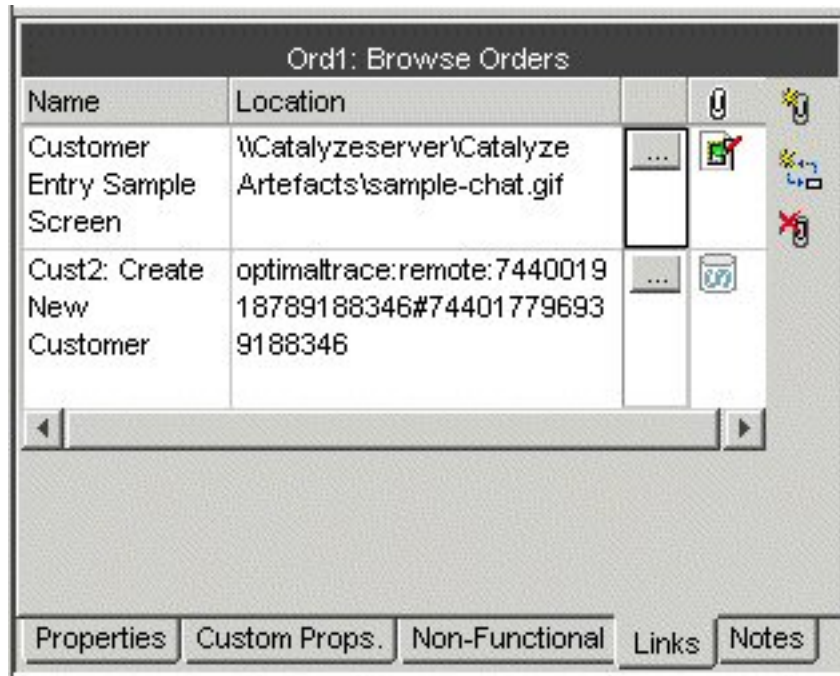 Ord1: Browse Orders
Name Location
Customer \\Catalyzeserver\Catalyze ...
Entry Sample Artefacts\sample-chat.gif
Screen
Cust2: Create optimaltrace:remote:7440019 ...
New 18789188346#74401779693
Customer 9188346
Properties Custom Props. Non-Functional Links Notes